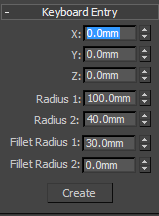 - Keyboard Entry
X: 0.0mm
Y: 0.0mm
Z: 0.0mm
Radius 1: 100.0mm
Radius 2: 40.0mm
Fillet Radius 1: 30.0mm
Fillet Radius 2: 0.0mm
Create